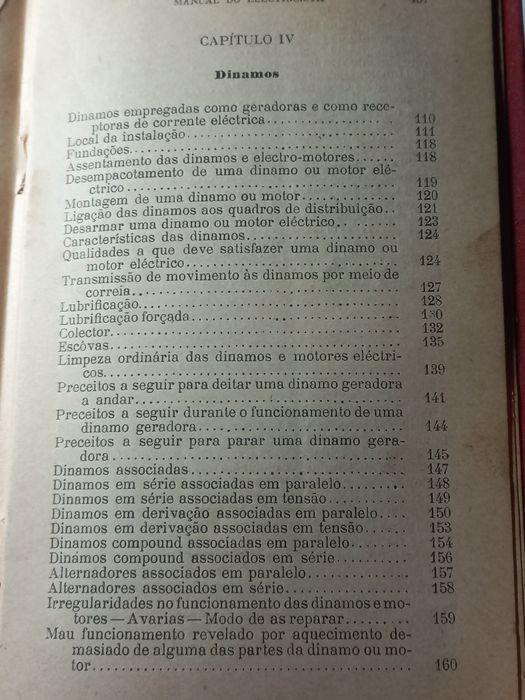 MANUAL DO
CAPÍTULO IV
Dinamos
Dinamos empregadas como geradoras e como rece-
ptoras de corrente eléctrica................... 110
Local da instalação............................ 111
Fundações...................................... 118
Assentamento das dinamos e electro-motores...... 118
Desempacotamento de uma dinamo ou motor elé-
ctrico......................................... 119
Montagem de uma dinamo ou motor.............. 120
Ligação das dinamos aos quadros de distribuição.. 121
Desarmar uma dinamo ou motor eléctrico......... 123
Características das dinamos.................... 124
Qualidades a que deve satisfazer uma dinamo ou
motor eléctrico................................ 124
Transmissão de movimento às dinamos por meio de
correia........................................ 127
Lubrificação................................... 128
Lubrificação forçada........................... 130
Colector....................................... 132
Escôvas........................................ 135
Limpeza ordinária das dinamos e motores eléctri-
cos............................................ 139
Preceitos a seguir para deitar uma dinamo geradora
a andar........................................ 141
Preceitos a seguir durante o funcionamento de uma
dinamo geradora................................ 144
Preceitos a seguir para parar uma dinamo gera-
dora........................................... 145
Dinamos associadas............................. 147
Dinamos em série associadas em paralelo......... 148
Dinamos em série associadas em tensão.......... 149
Dinamos em derivação associadas em paralelo.... 150
Dinamos em derivação associadas em tensão...... 153
Dinamos compound associadas em paralelo....... 154
Dinamos compound associados em série.......... 156
Alternadores associados em paralelo............. 157
Alternadores associados em série................ 158
Irregularidades no funcionamento das dinamos e mo-
tores — Avarias — Modo de as reparar........... 159
Mau funcionamento revelado por aquecimento de-
masiado de alguma das partes da dinamo ou mo-
tor............................................ 160